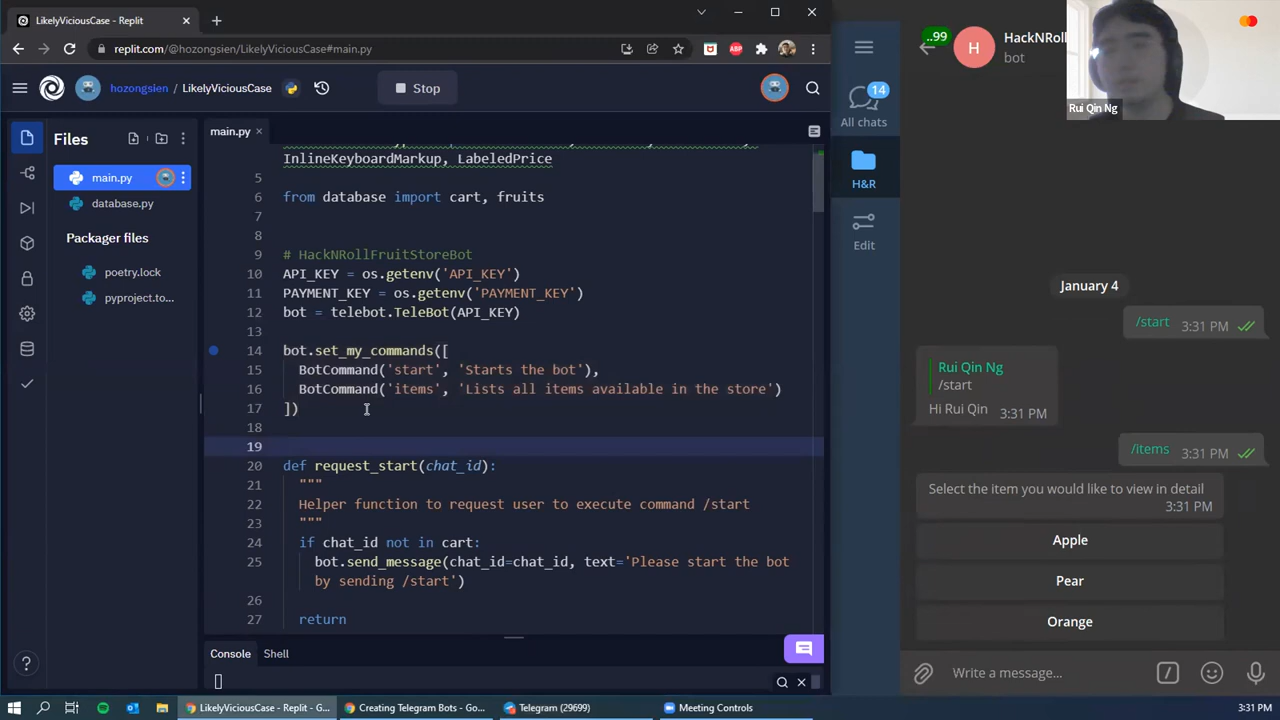 LikelyViciousCase - Replit
replit.com/@hozongsien/LikelyViciousCase#main.py
hozongsien / LikelyViciousCase
Stop
Files
main.py
database.py
Packager files
poetry.lock
pyproject.to...
main.py
InlineKeyboardMarkup, LabeledPrice
5
6 from database import cart, fruits
7
8
9 # HackNRollFruitStoreBot
10 API_KEY = os.getenv('API_KEY')
11 PAYMENT_KEY = os.getenv('PAYMENT_KEY')
12 bot = telebot.TeleBot(API_KEY)
13
14 bot.set_my_commands([
15 BotCommand('start', 'Starts the bot'),
16 BotCommand('items', 'Lists all items available in the store')
17 ])
18
19
20 def request_start(chat_id):
21 """
22 Helper function to request user to execute command /start
23 """
24 if chat_id not in cart:
25 bot.send_message(chat_id=chat_id, text='Please start the bot
by sending /start')
26
27 return
Console
Shell
14
All chats
H&R
Edit
..99
H
HackNRoll
bot
Rui Qin Ng
January 4
/start 3:31 PM
Rui Qin Ng
/start
Hi Rui Qin 3:31 PM
/items 3:31 PM
Select the item you would like to view in detail
3:31 PM
Apple
Pear
Orange
Write a message...
LikelyViciousCase - Replit - G...
Creating Telegram Bots - Go...
Telegram (29699)
Meeting Controls
3:31 PM